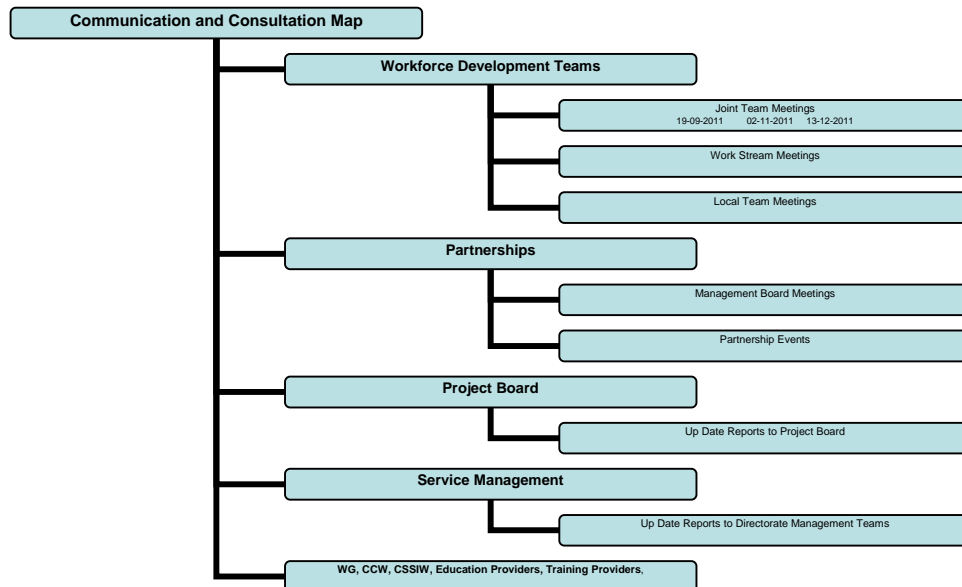 Communication and Consultation Map
Workforce Development Teams
Joint Team Meetings
19-09-2011 02-11-2011 13-12-2011
Work Stream Meetings
Local Team Meetings
Partnerships
Management Board Meetings
Partnership Events
Project Board
Up Date Reports to Project Board
Service Management
Up Date Reports to Directorate Management Teams
WG, CCW, CSSIW, Education Providers, Training Providers,